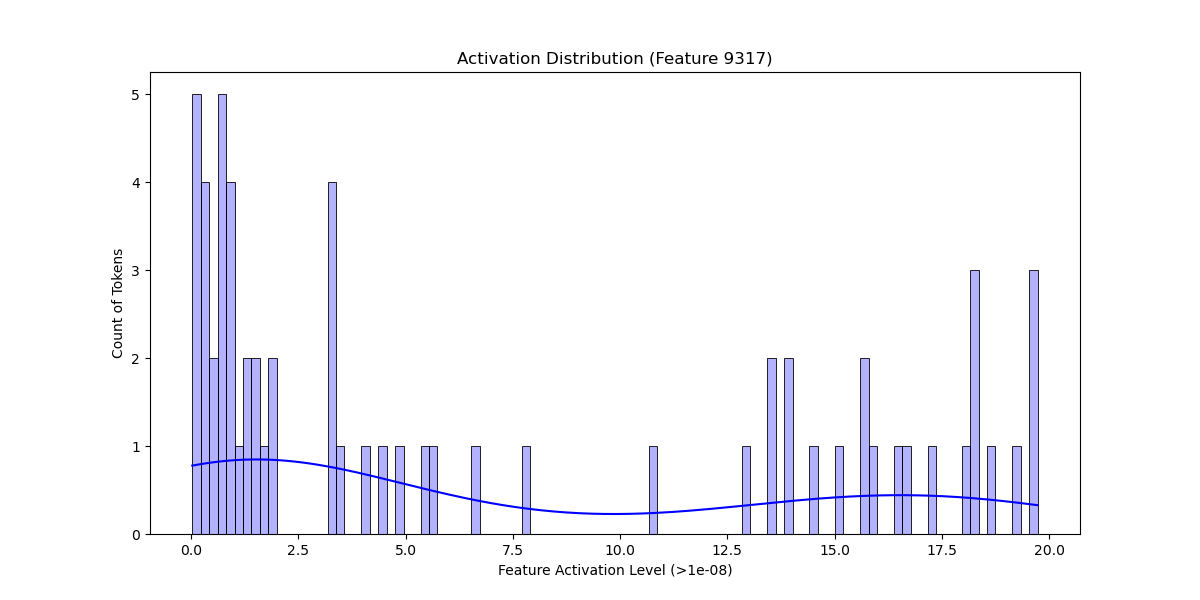 Activation Distribution (Feature 9317)
Count of Tokens
5
4
3
2
1
0
0.0 2.5 5.0 7.5 10.0 12.5 15.0 17.5 20.0
Feature Activation Level (>1e-08)